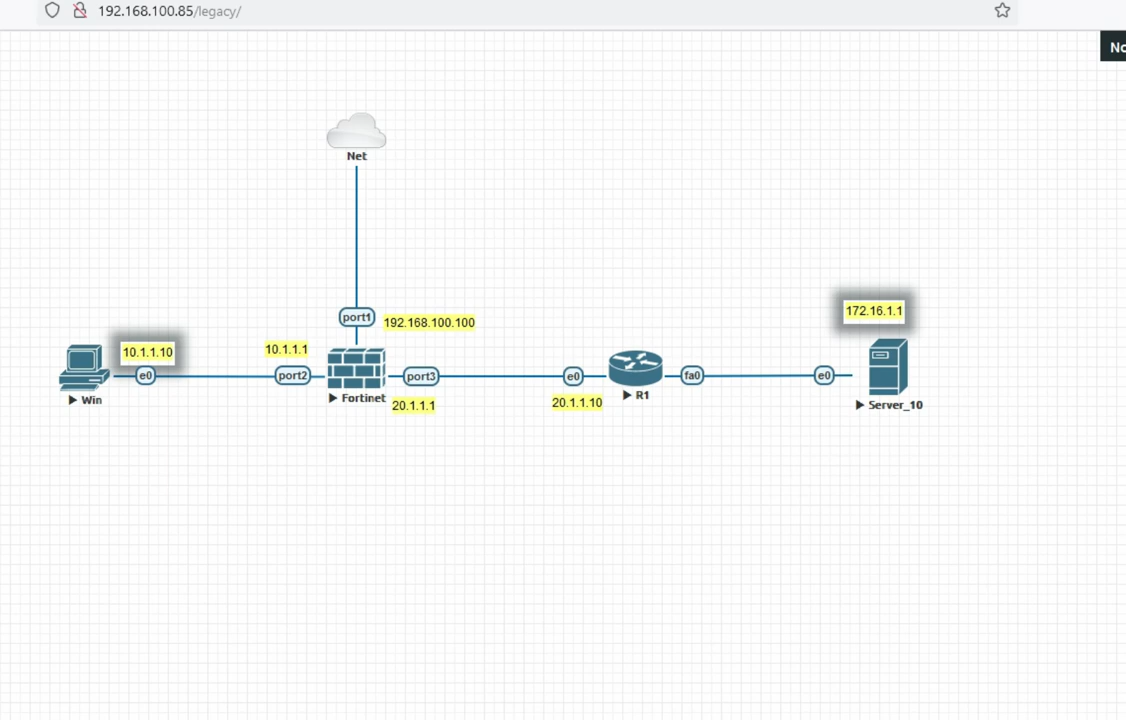 192.168.100.85/legacy/
No
Net
port1
192.168.100.100
172.16.1.1
10.1.1.10
10.1.1.1
e0
port2
port3
e0
fa0
e0
Win
Fortinet
20.1.1.1
20.1.1.10
R1
Server_10